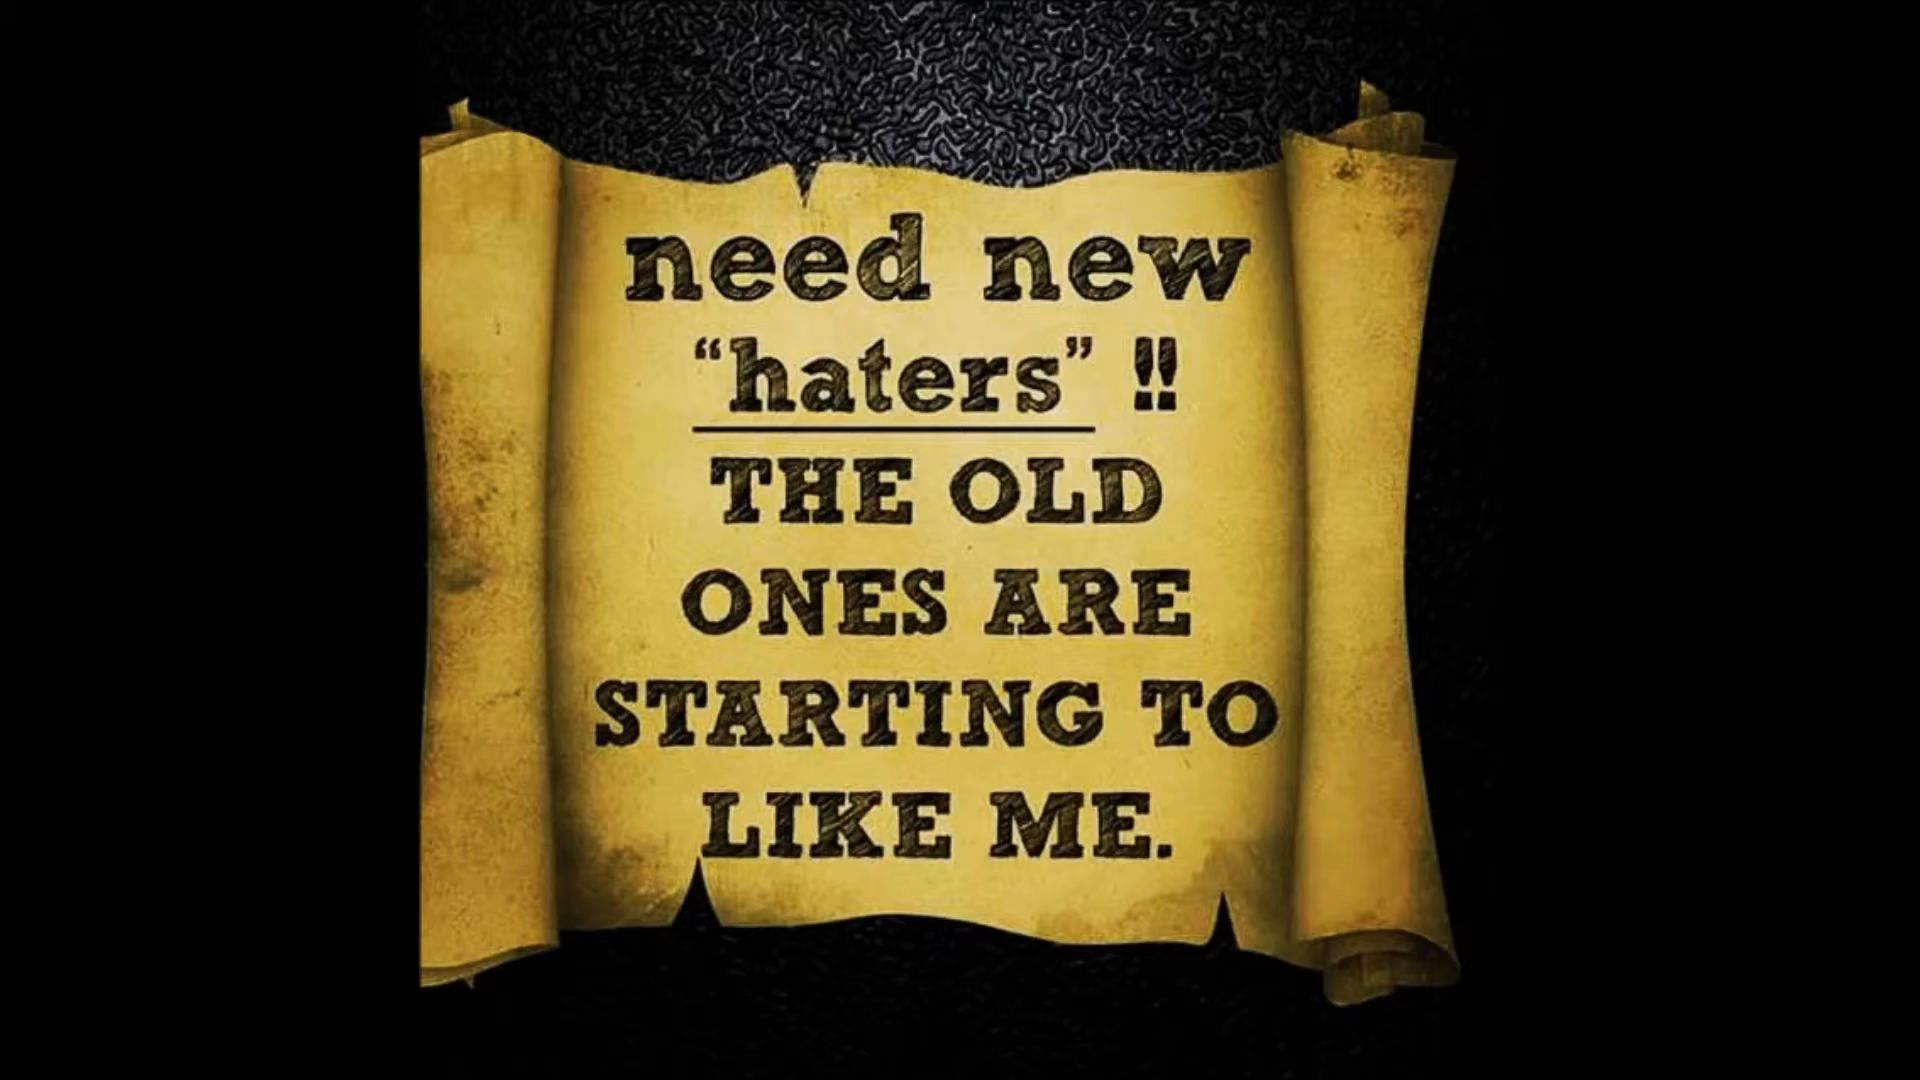 need new
“haters” !!
THE OLD
ONES ARE
STARTING TO
LIKE ME.